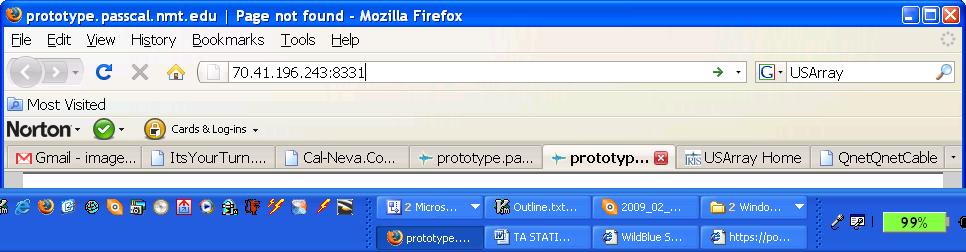 prototype.passcal.nmt.edu | Page not found - Mozilla Firefox
File Edit View History Bookmarks Tools Help
70.41.196.243:8331 G USArray
Most Visited
Norton Cards & Log-ins
Gmail - image... ItsYourTurn.... Cal-Neva.Co... prototype.pa... prototyp... IRIS USArray Home QnetQnetCable
2 Micros... Outline.txt... 2009_02_... 2 Windo...
99%
prototype.... TA STATI... WildBlue S... https://po...